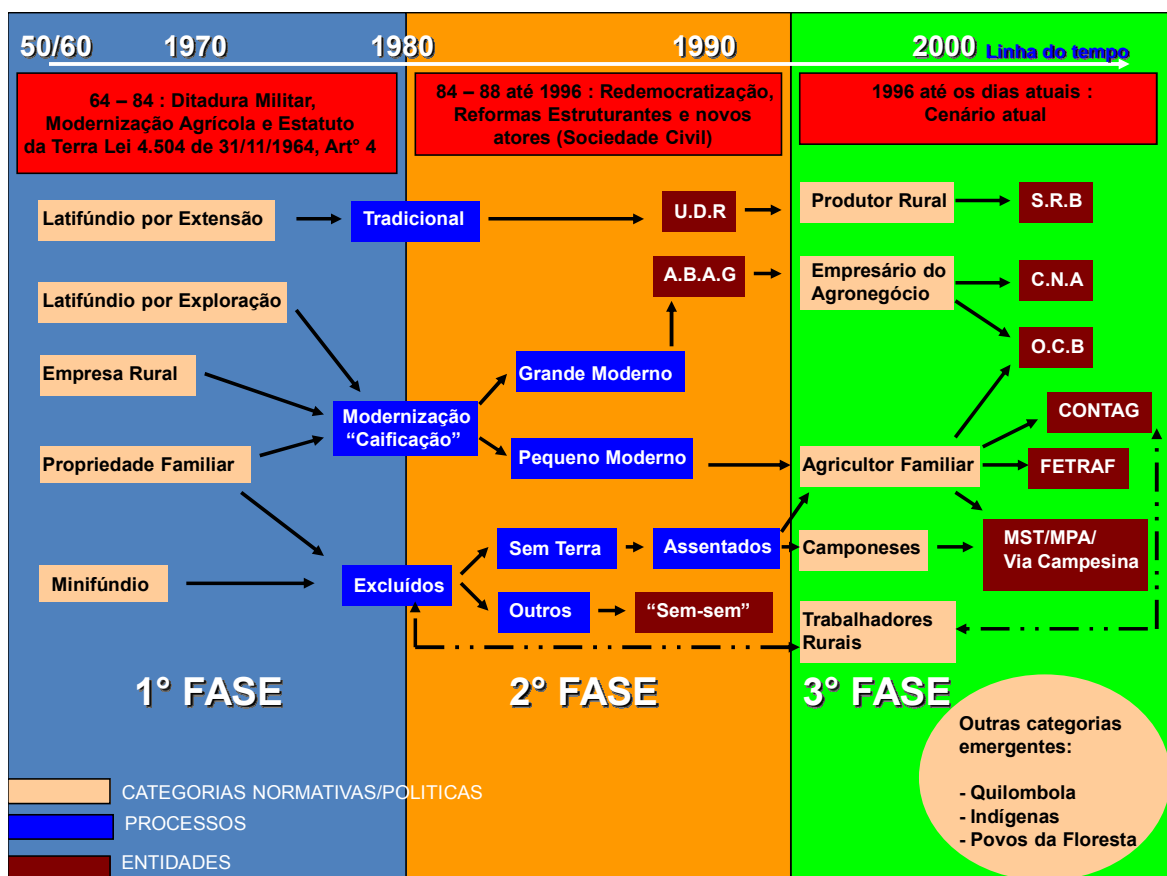 50/60
1970
1980
1990
2000
Linha do tempo
64 – 84 : Ditadura Militar,
Modernização Agrícola e Estatuto
da Terra Lei 4.504 de 31/11/1964, Art° 4
84 – 88 até 1996 : Redemocratização,
Reformas Estruturantes e novos
atores (Sociedade Civil)
1996 até os dias atuais :
Cenário atual
Latifúndio por Extensão
Tradicional
U.D.R
Produtor Rural
S.R.B
A.B.A.G
Empresário do
Agronegócio
C.N.A
Latifúndio por Exploração
O.C.B
Empresa Rural
Grande Moderno
Modernização
“Caificação”
CONTAG
Propriedade Familiar
Pequeno Moderno
Agricultor Familiar
FETRAF
Sem Terra
Assentados
Camponeses
MST/MPA/
Via Campesina
Minifúndio
Excluídos
Outros
“Sem-sem”
Trabalhadores
Rurais
1° FASE
2° FASE
3° FASE
Outras categorias
emergentes:
- Quilombola
- Indígenas
- Povos da Floresta
CATEGORIAS NORMATIVAS/POLITICAS
PROCESSOS
ENTIDADES